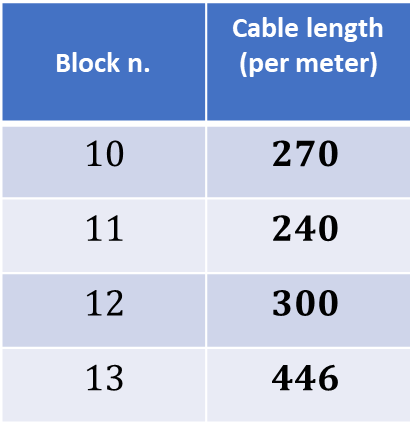 Block n.
Cable length
(per meter)
10
270
11
240
12
300
13
446